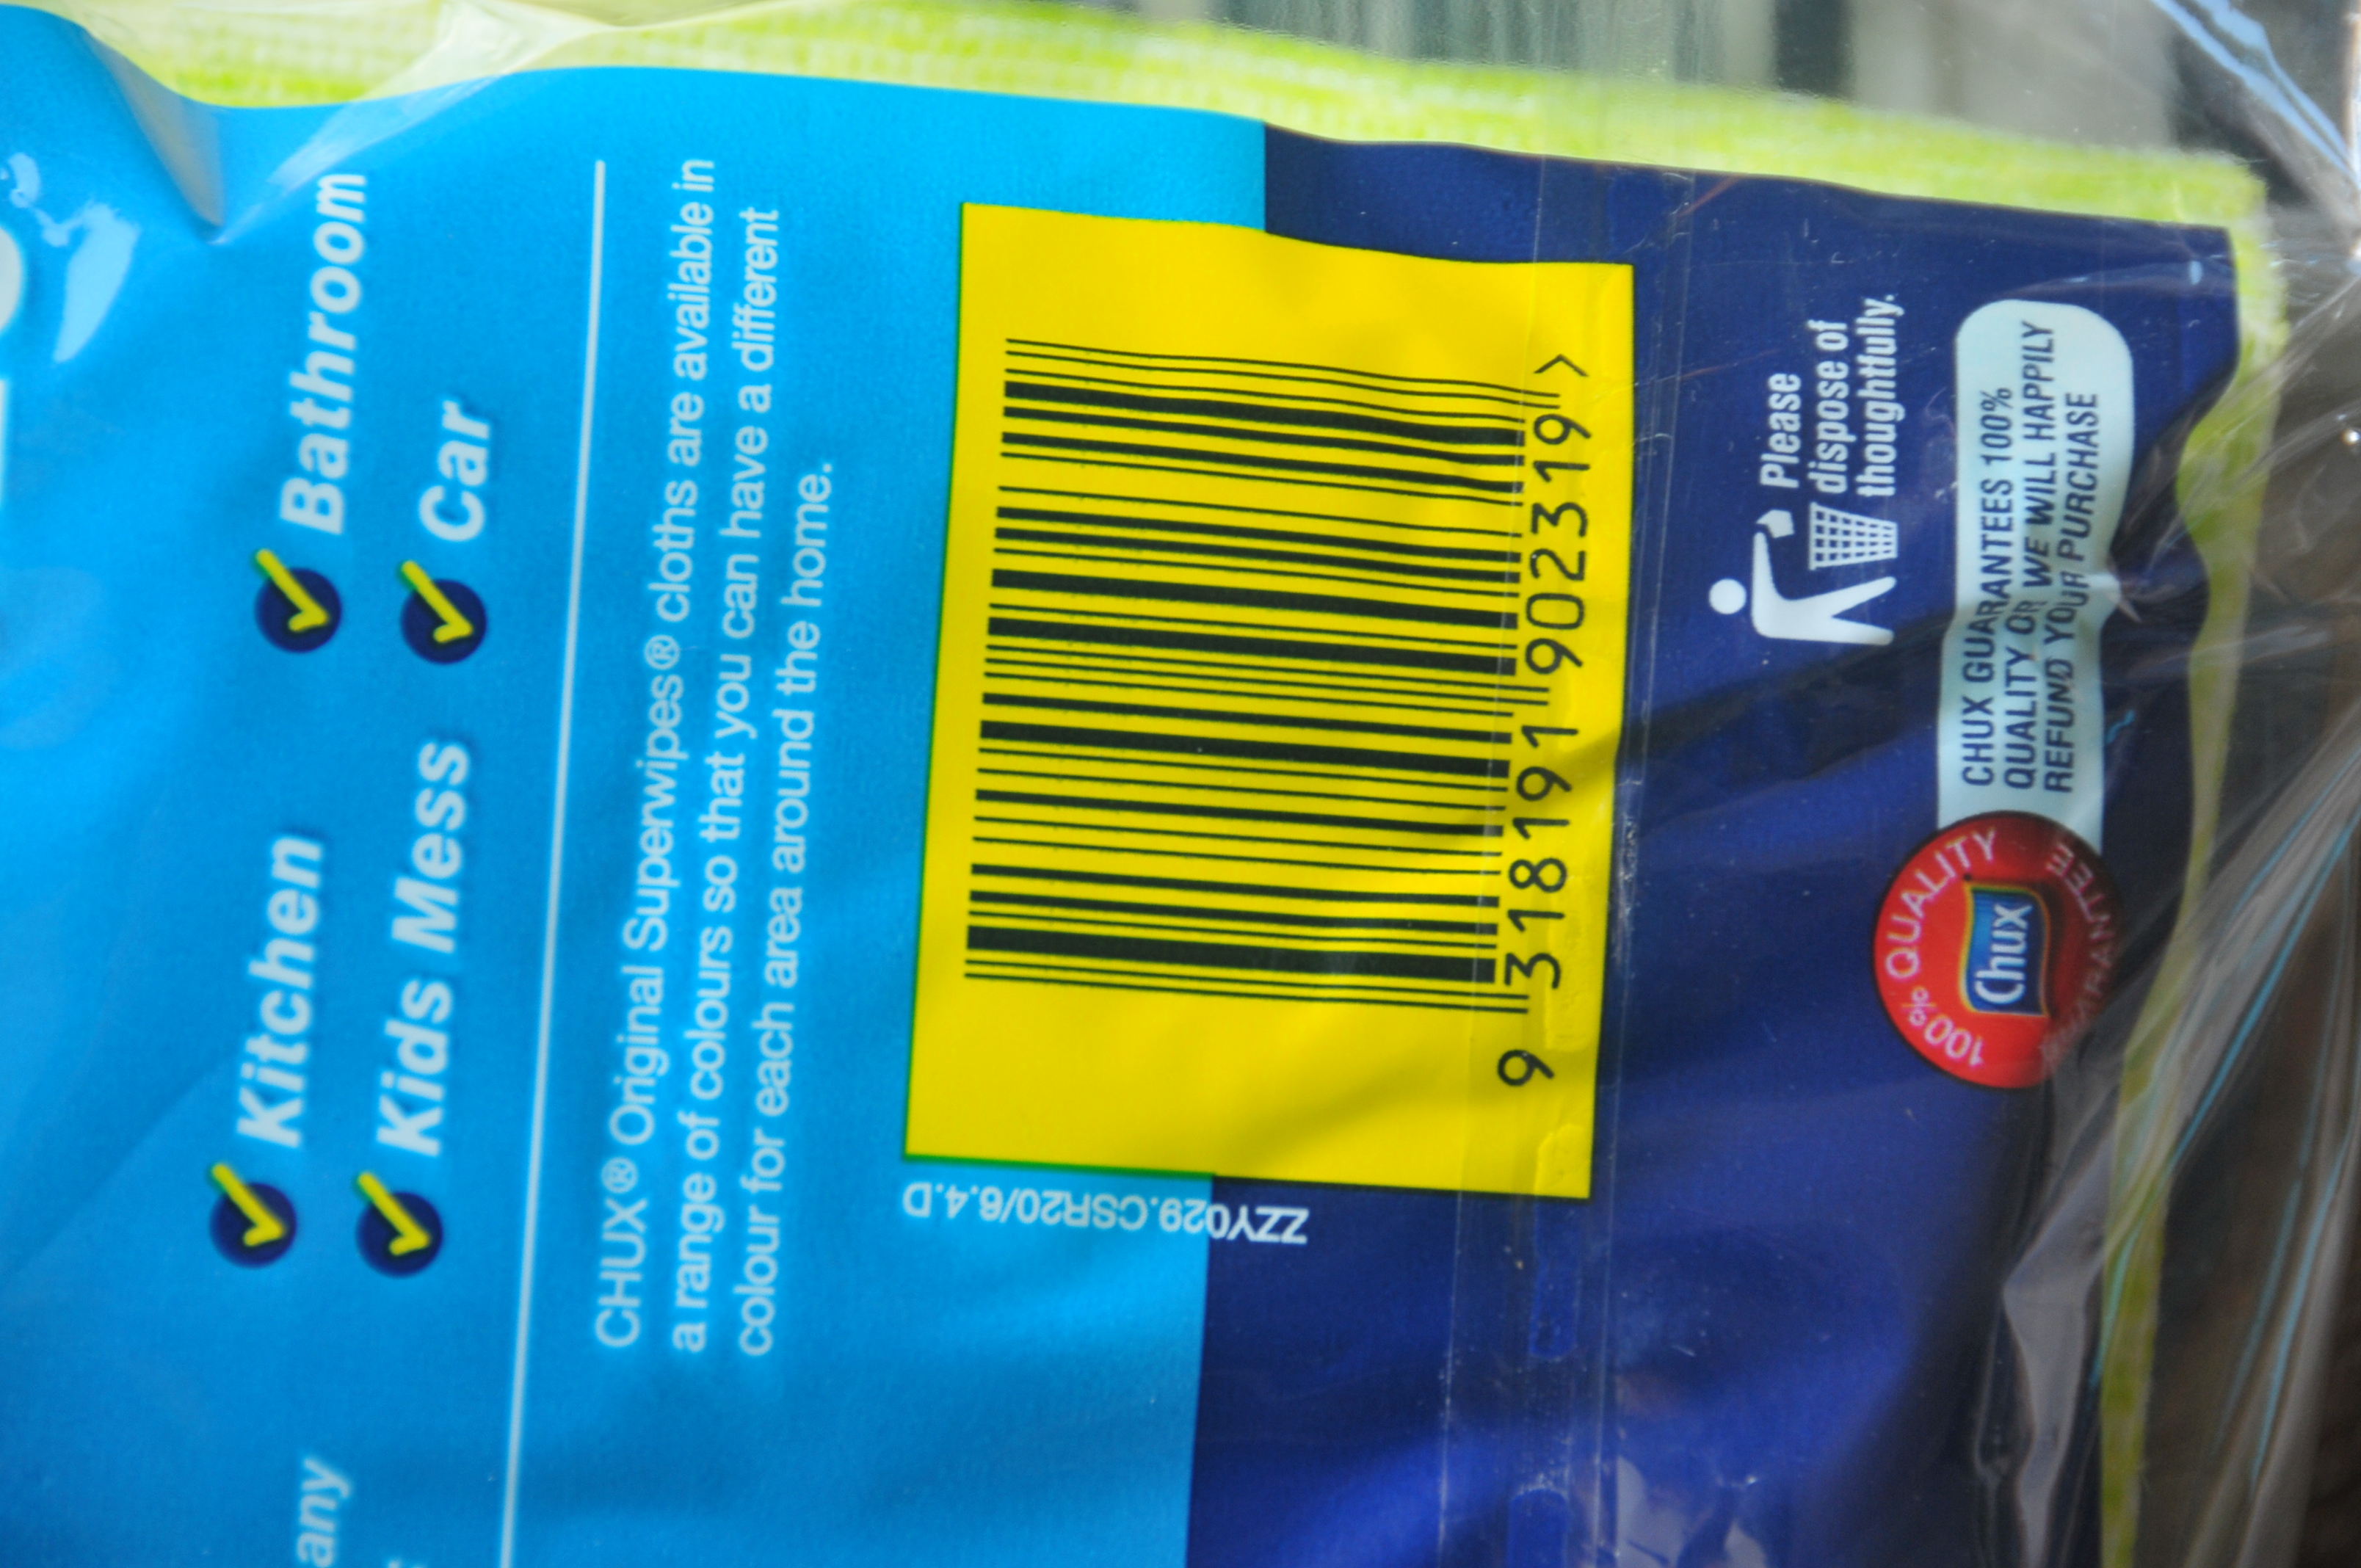 Kitchen
Bathroom
Kids Mess
Car
any
CHUX® Original Superwipes® cloths are available in
a range of colours so that you can have a different
colour for each area around the home.
9 318191 902319 >
ZZY029.CSR20/6.4.D
Please
dispose of
thoughtfully.
CHUX GUARANTEES 100%
QUALITY OR WE WILL HAPPILY
REFUND YOUR PURCHASE
100% QUALITY
GUARANTEE
Chux